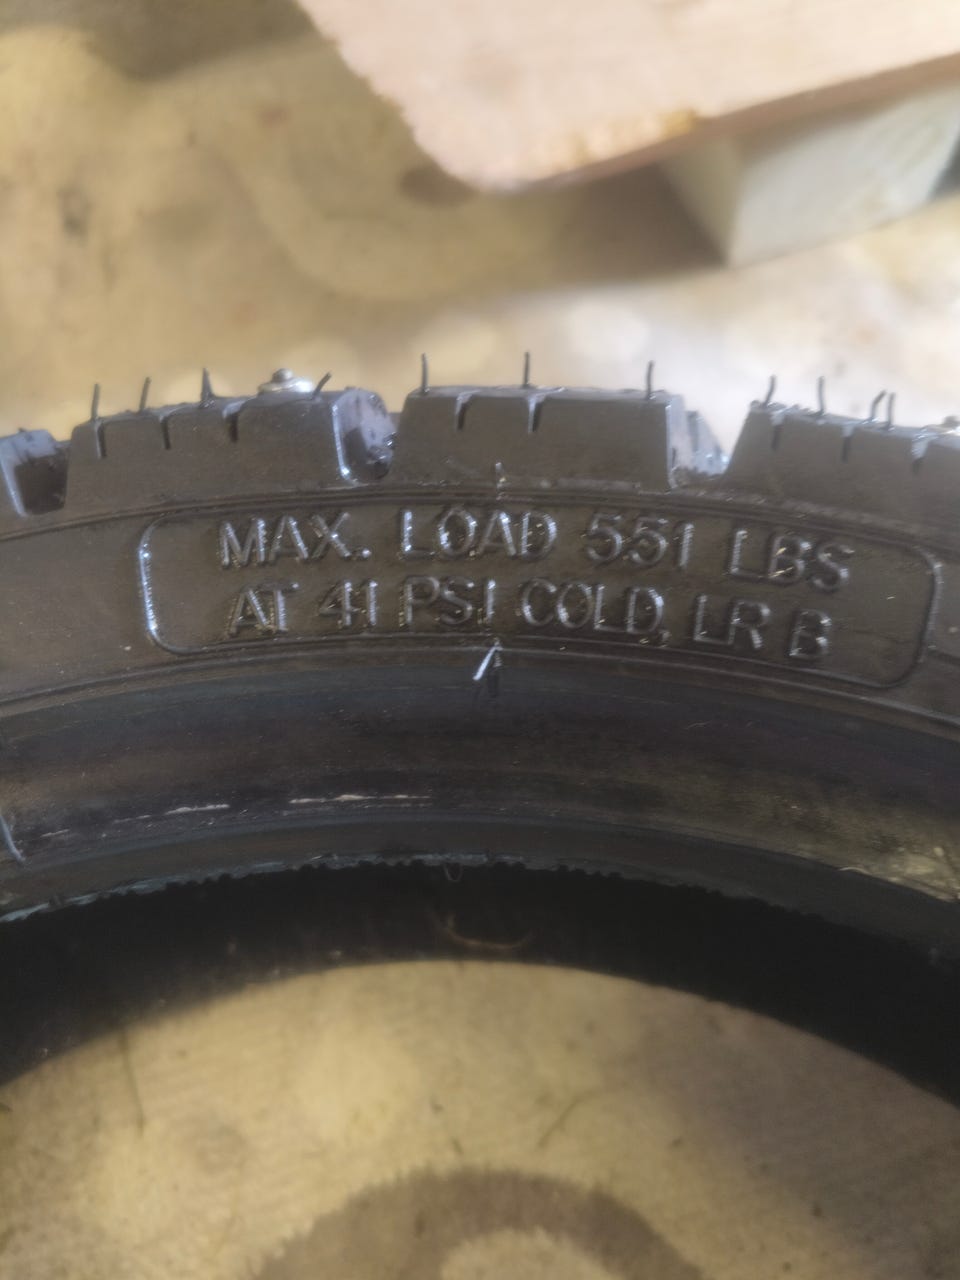 MAX. LOAD 551 LBS
AT 41 PSI COLD, LR B